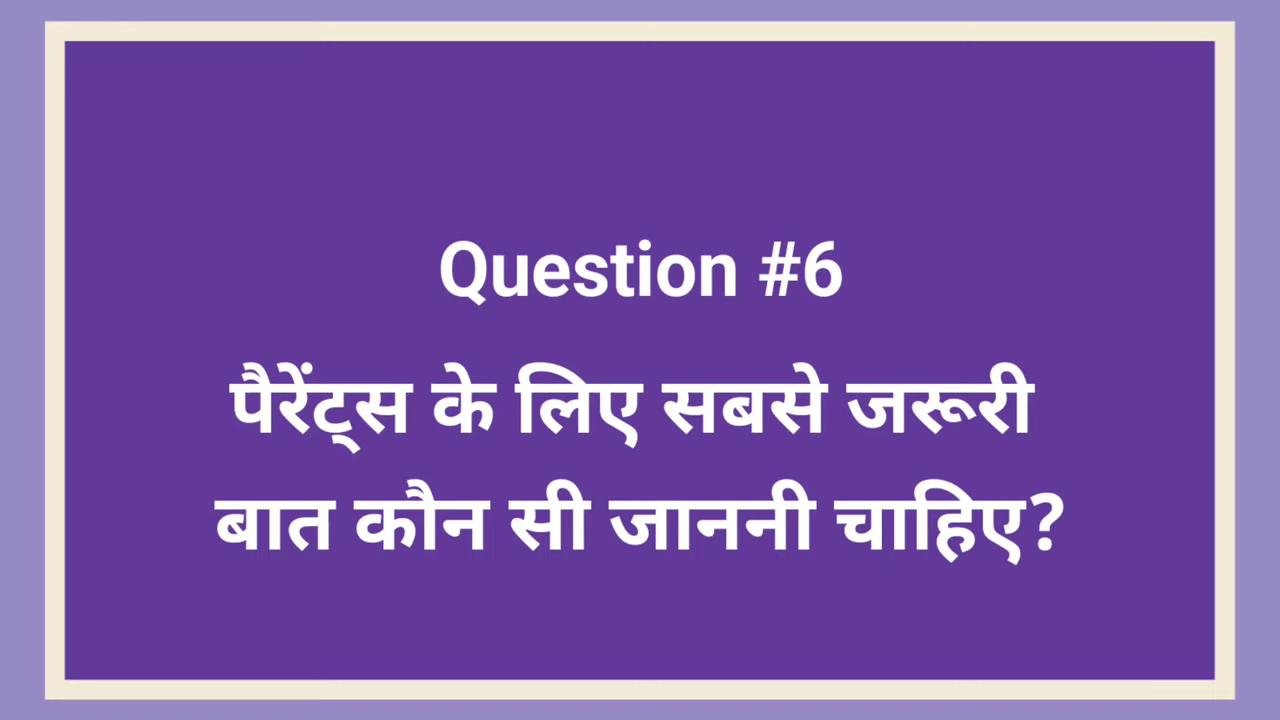 Question #6
पैरेंट्स के लिए सबसे जरूरी
बात कौन सी जाननी चाहिए?